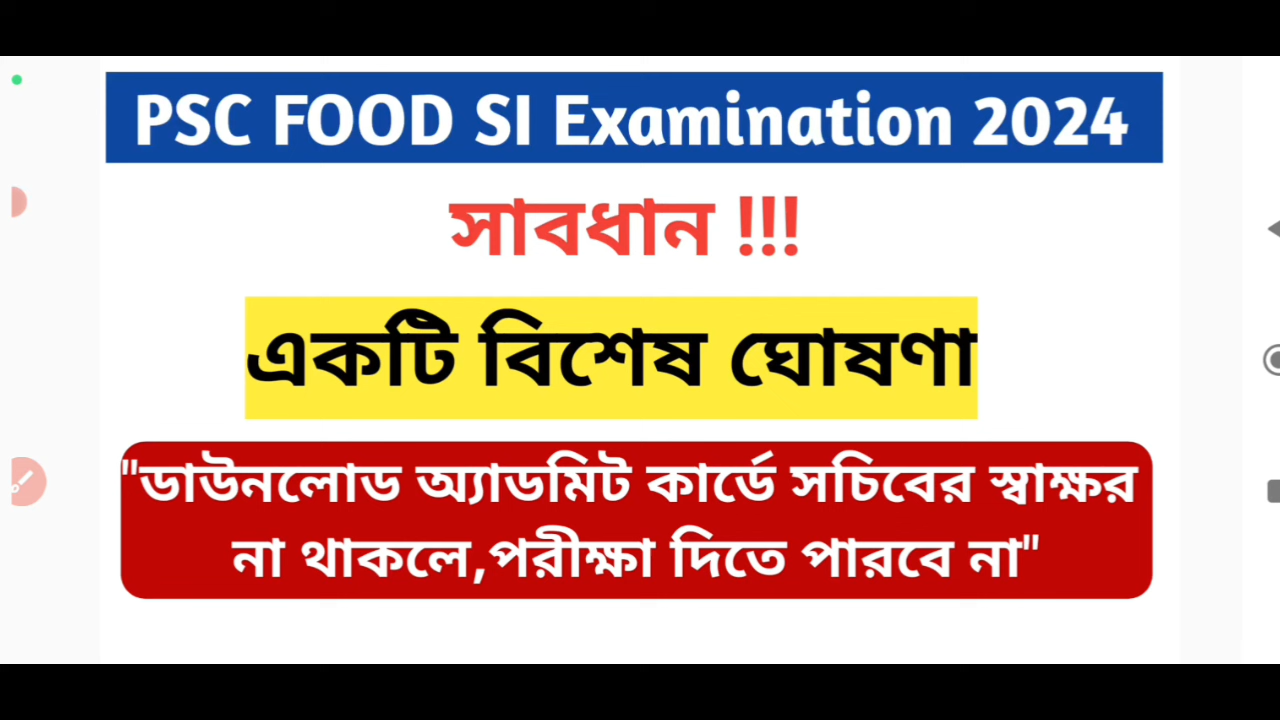 PSC FOOD SI Examination 2024
সাবধান !!!
একটি বিশেষ ঘোষণা
"ডাউনলোড অ্যাডমিট কার্ডে সচিবের স্বাক্ষর
না থাকলে,পরীক্ষা দিতে পারবে না"